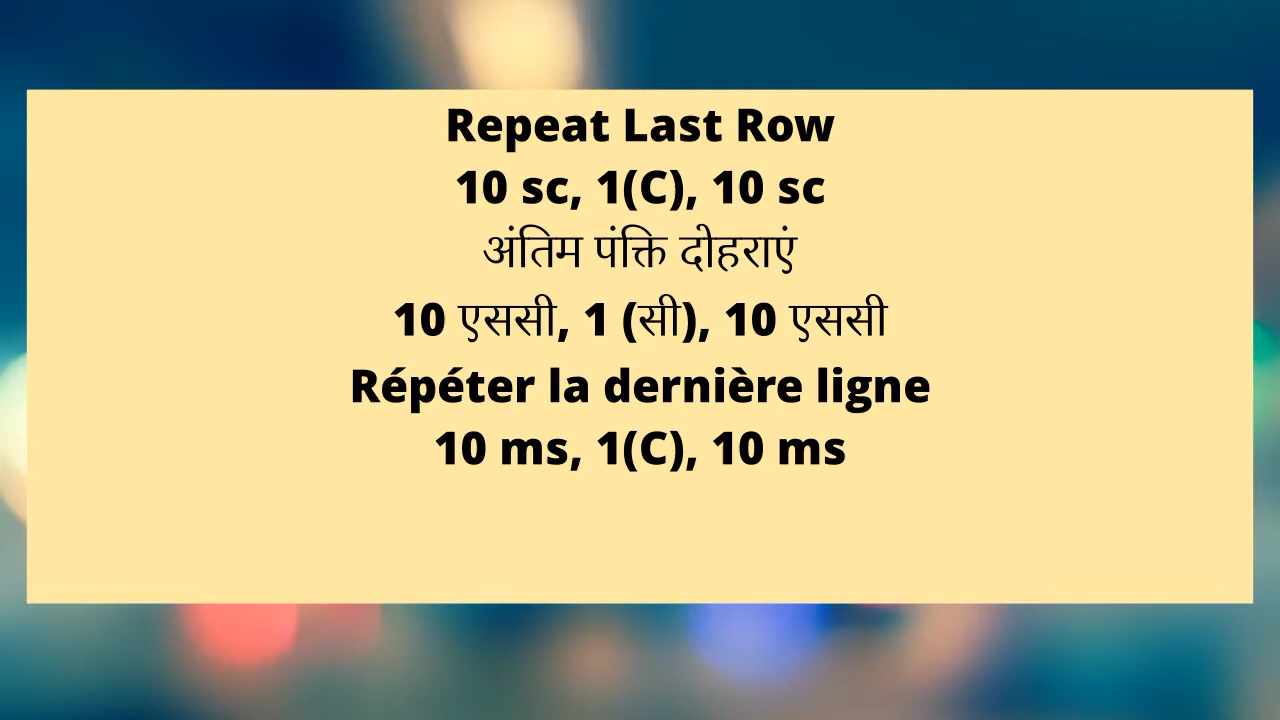 Repeat Last Row
10 sc, 1(C), 10 sc
अंतिम पंक्ति दोहराएं
10 एससी, 1 (सी), 10 एससी
Répéter la dernière ligne
10 ms, 1(C), 10 ms